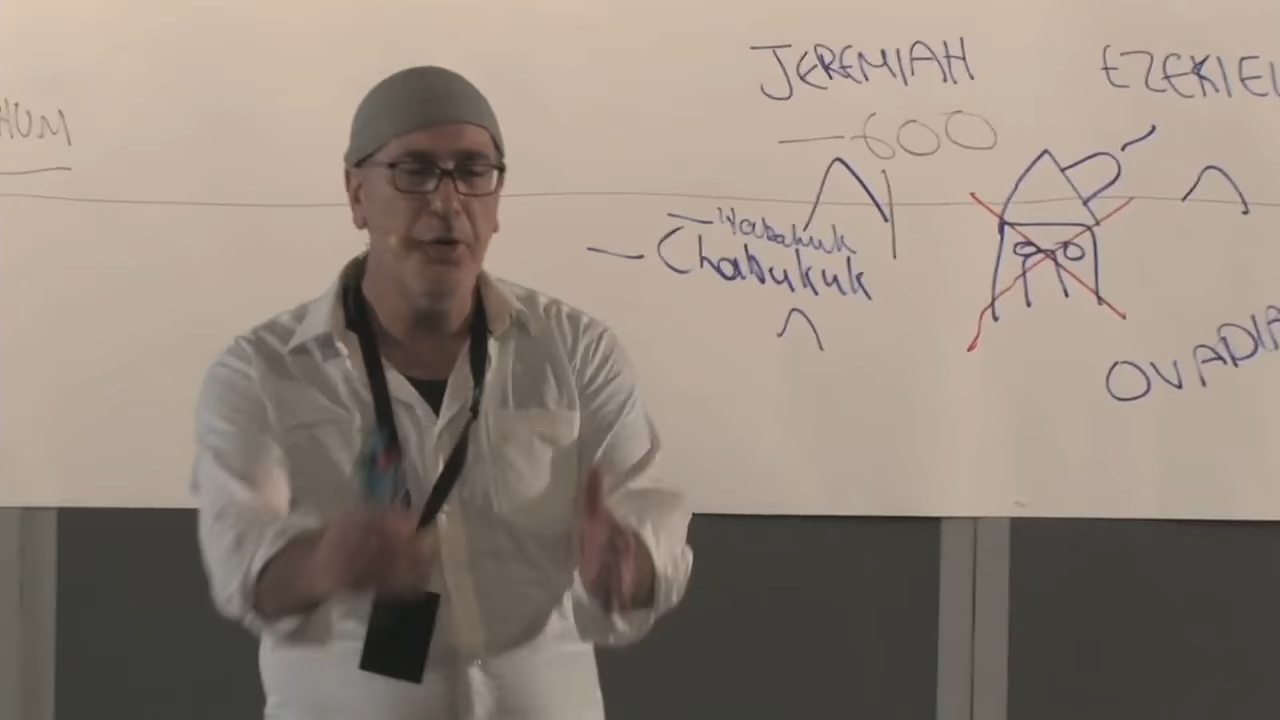 JEREMIAH
EZEKIEL
HUM
-600
-Habakuk
- Chabukuk
OVADIA